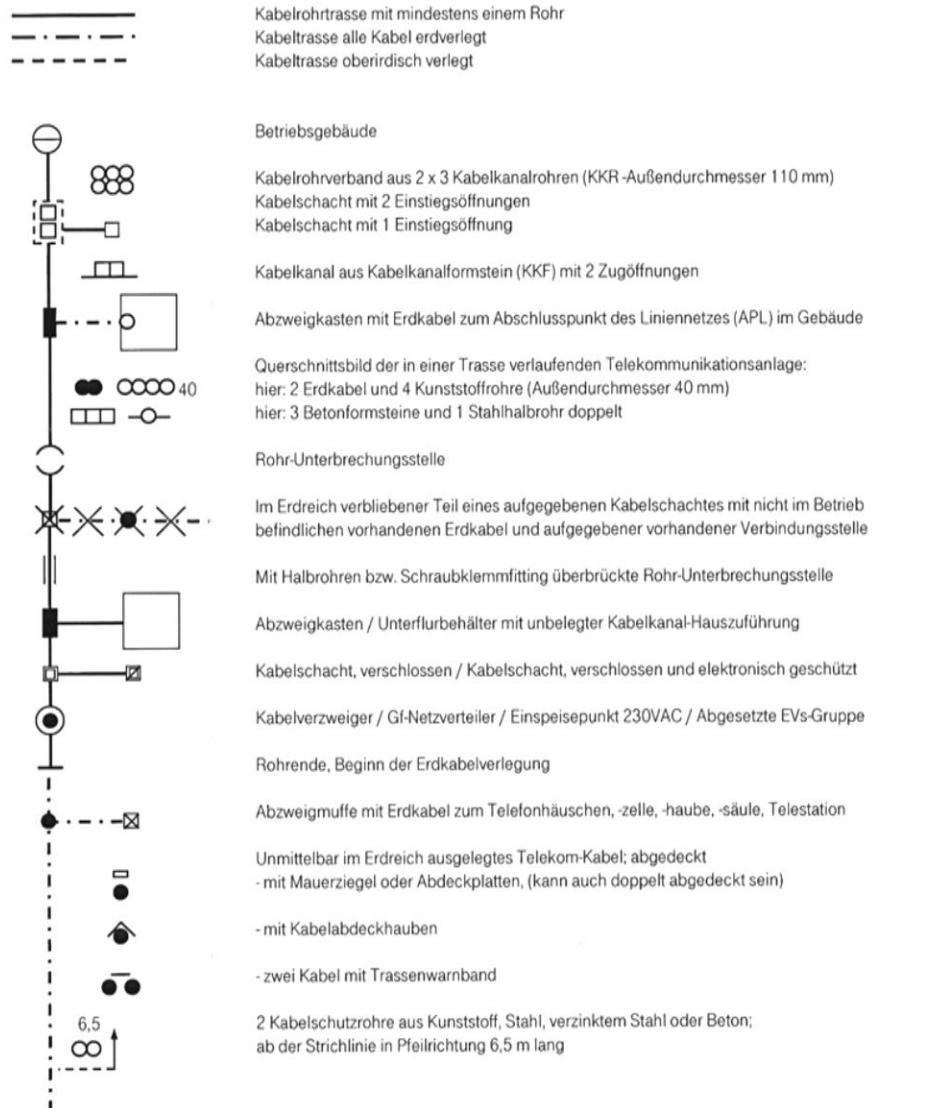 Kabelrohrtrasse mit mindestens einem Rohr
Kabeltrasse alle Kabel erdverlegt
Kabeltrasse oberirdisch verlegt
Betriebsgebäude
Kabelrohrverband aus 2 x 3 Kabelkanalrohren (KKR-Außendurchmesser 110 mm)
Kabelschacht mit 2 Einstiegsöffnungen
Kabelschacht mit 1 Einstiegsöffnung
Kabelkanal aus Kabelkanalformstein (KKF) mit 2 Zugöffnungen
Abzweigkasten mit Erdkabel zum Abschlusspunkt des Liniennetzes (APL) im Gebäude
Querschnittsbild der in einer Trasse verlaufenden Telekommunikationsanlage:
40 hier: 2 Erdkabel und 4 Kunststoffrohre (Außendurchmesser 40 mm)
hier: 3 Betonformsteine und 1 Stahlhalbrohr doppelt
Rohr-Unterbrechungsstelle
Im Erdreich verbliebener Teil eines aufgegebenen Kabelschachtes mit nicht im Betrieb
befindlichen vorhandenen Erdkabel und aufgegebener vorhandener Verbindungsstelle
Mit Halbrohren bzw. Schraubklemmfitting überbrückte Rohr-Unterbrechungsstelle
Abzweigkasten / Unterflurbehälter mit unbelegter Kabelkanal-Hauszuführung
Kabelschacht, verschlossen / Kabelschacht, verschlossen und elektronisch geschützt
Kabelverzweiger / Gf-Netzverteiler / Einspeisepunkt 230VAC / Abgesetzte EVs-Gruppe
Rohrende, Beginn der Erdkabelverlegung
Abzweigmuffe mit Erdkabel zum Telefonhäuschen, -zelle, -haube, -säule, Telestation
Unmittelbar im Erdreich ausgelegtes Telekom-Kabel; abgedeckt
- mit Mauerziegel oder Abdeckplatten, (kann auch doppelt abgedeckt sein)
- mit Kabelabdeckhauben
- zwei Kabel mit Trassenwarnband
6,5 2 Kabelschutzrohre aus Kunststoff, Stahl, verzinktem Stahl oder Beton;
ab der Strichlinie in Pfeilrichtung 6,5 m lang